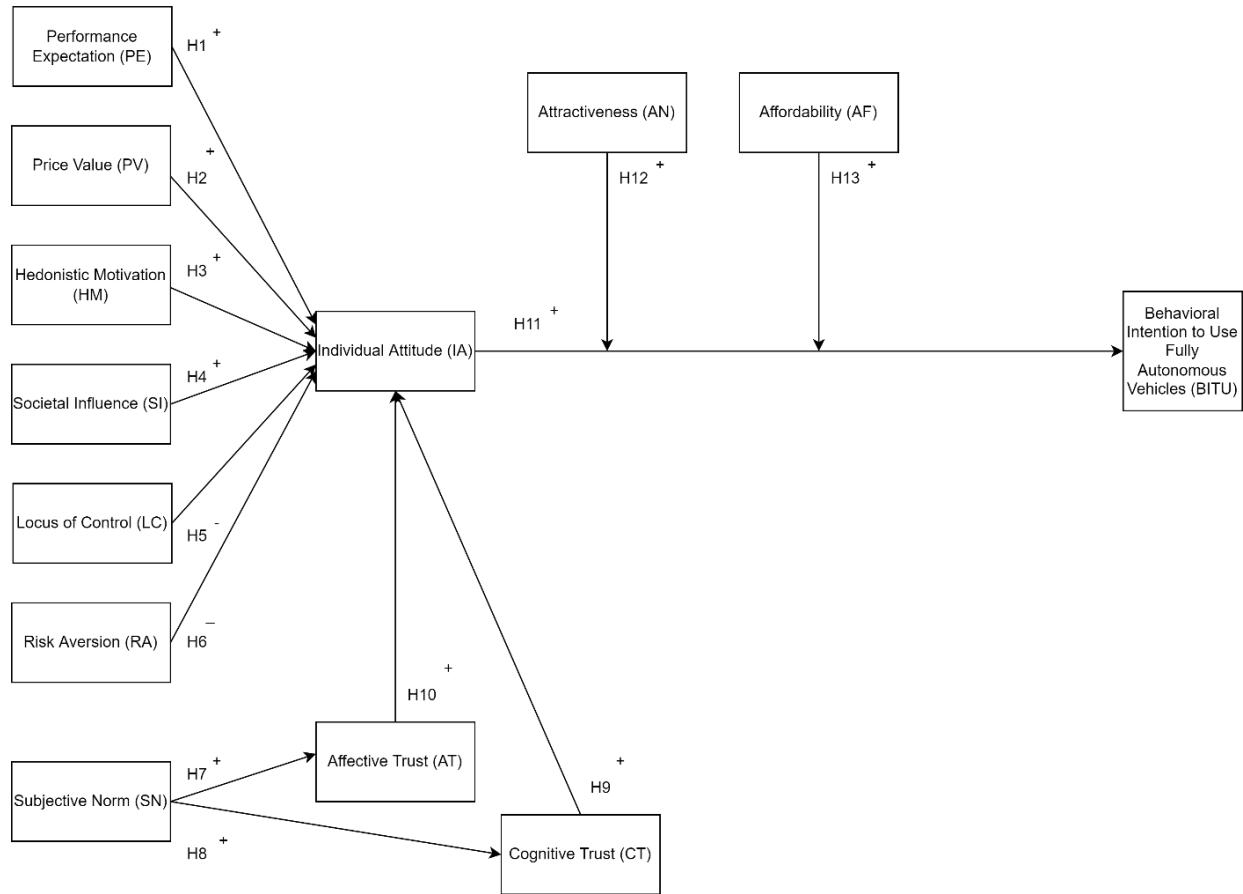 Performance
Expectation (PE)
H1 +
Price Value (PV)
H2 +
Hedonistic Motivation
(HM)
H3 +
Societal Influence (SI)
H4 +
Locus of Control (LC)
H5 -
Risk Aversion (RA)
H6 –
Subjective Norm (SN)
H7 +
H8 +
Affective Trust (AT)
H10 +
Cognitive Trust (CT)
H9 +
Individual Attitude (IA)
H11 +
Attractiveness (AN)
H12 +
Affordability (AF)
H13 +
Behavioral
Intention to Use
Fully
Autonomous
Vehicles (BITU)